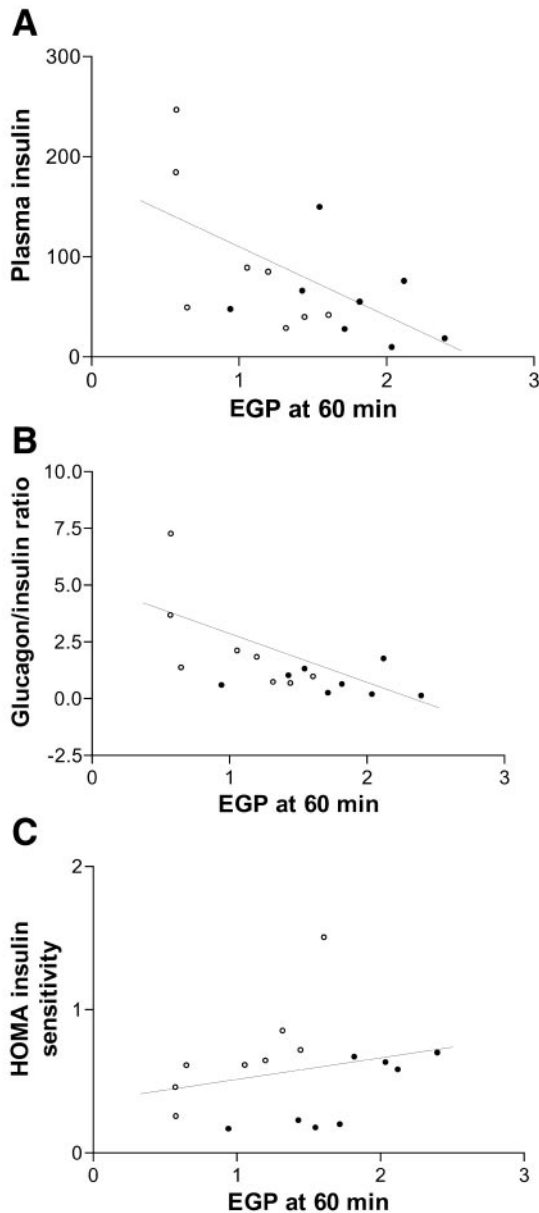 A
300
200
100
0
Plasma insulin
0 1 2 3
EGP at 60 min
B
10.0
7.5
5.0
2.5
0.0
-2.5
Glucagon/insulin ratio
0 1 2 3
EGP at 60 min
C
2
1
0
HOMA insulin
sensitivity
0 1 2 3
EGP at 60 min